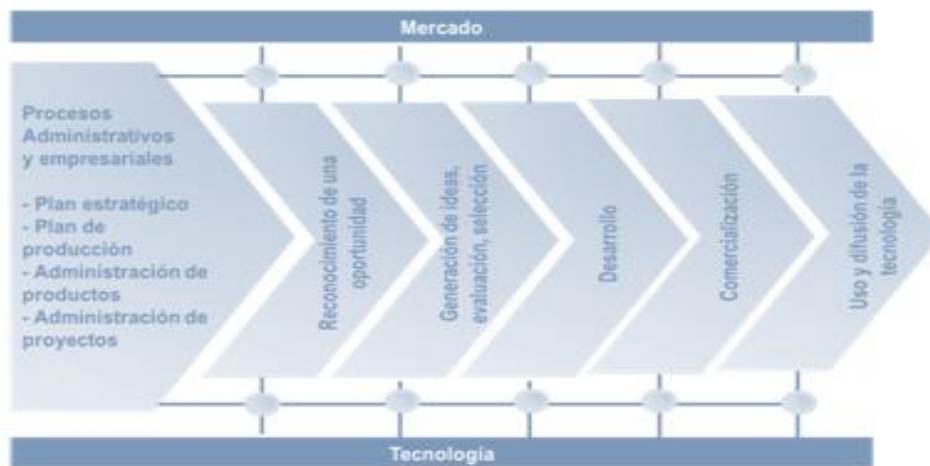 Mercado
Procesos
Administrativos
y empresariales
- Plan estratégico
- Plan de
producción
- Administración de
productos
- Administración de
proyectos
Reconocimiento de una
oportunidad
Generación de ideas,
evaluación, selección
Desarrollo
Comercialización
Uso y difusión de la
tecnología
Tecnología